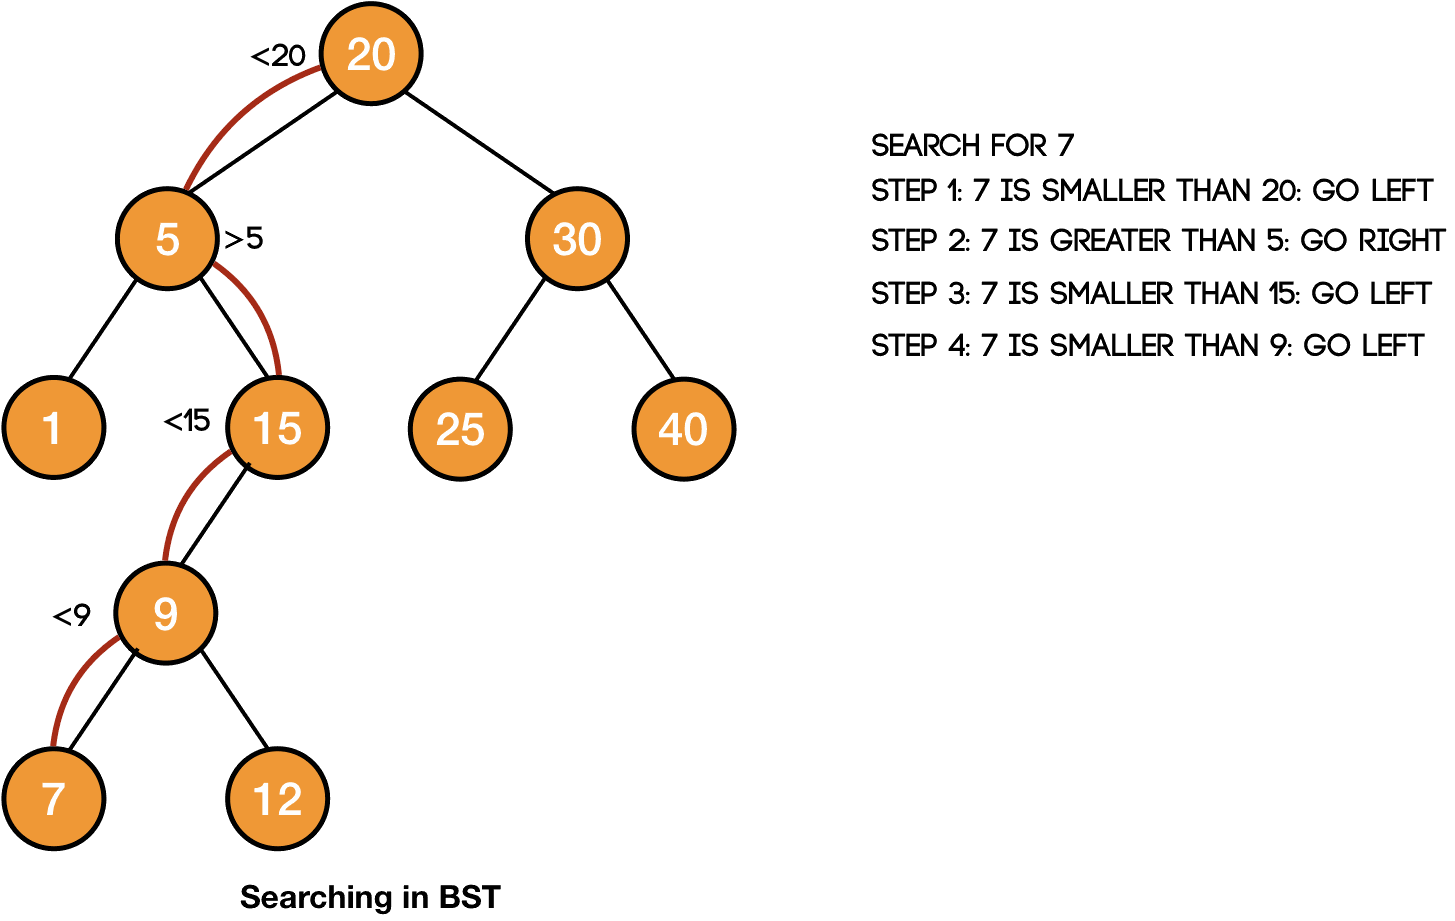 <20
20
SEARCH FOR 7
STEP 1: 7 IS SMALLER THAN 20: GO LEFT
5
>5
30
STEP 2: 7 IS GREATER THAN 5: GO RIGHT
STEP 3: 7 IS SMALLER THAN 15: GO LEFT
STEP 4: 7 IS SMALLER THAN 9: GO LEFT
1
<15
15
25
40
<9
9
7
12
Searching in BST